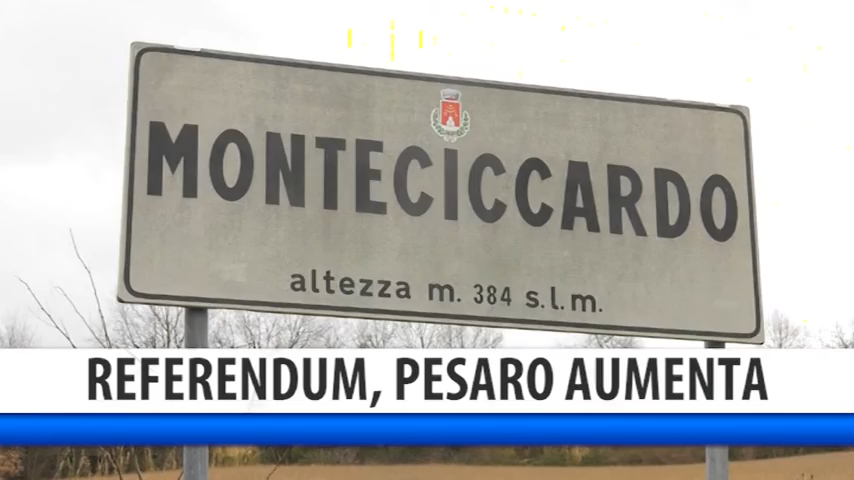 MONTECICCARDO
altezza m. 384 s.l.m.
REFERENDUM, PESARO AUMENTA